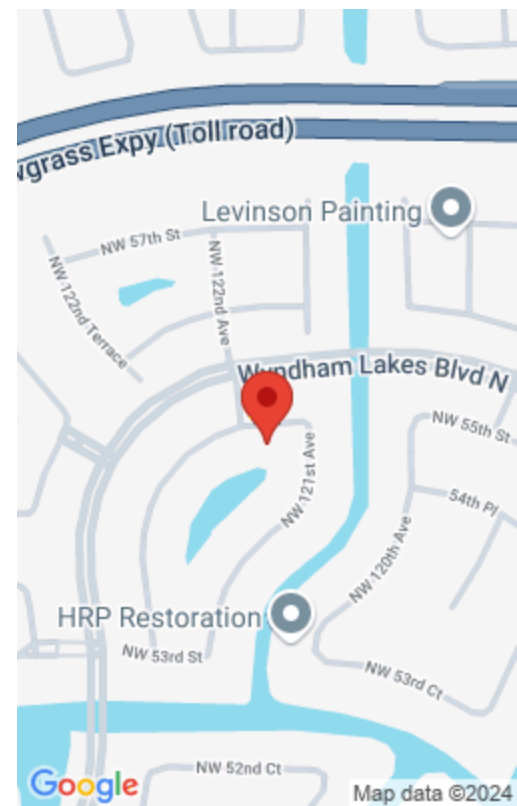 wgrass Expy (Toll road)
Levinson Painting
NW 57th St
NW 122nd Ave
NW 122nd Terrace
Wyndham Lakes Blvd N
NW 55th St
NW 121st Ave
54th Pl
NW 120th Ave
HRP Restoration
NW 53rd St
NW 53rd Ct
NW 52nd Ct
Google
Map data ©2024